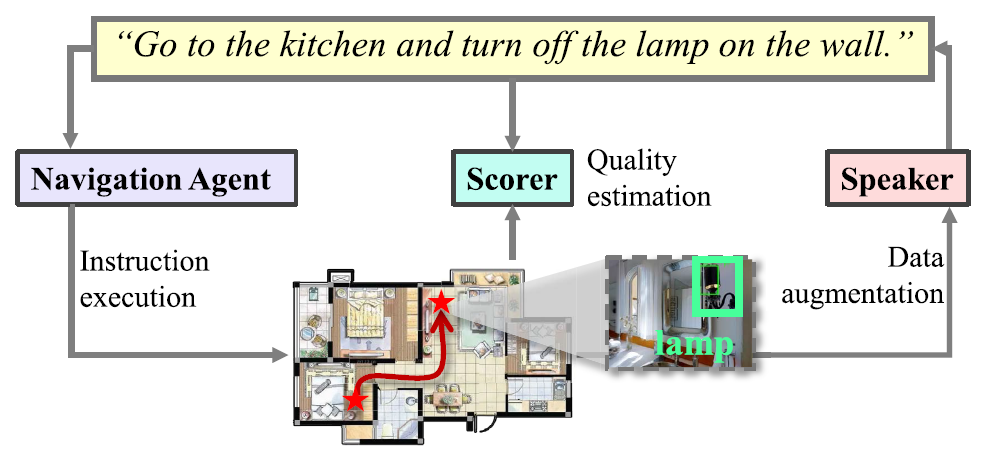 “Go to the kitchen and turn off the lamp on the wall.”
Navigation Agent
Scorer
Quality
estimation
Speaker
Instruction
execution
Data
augmentation
lamp